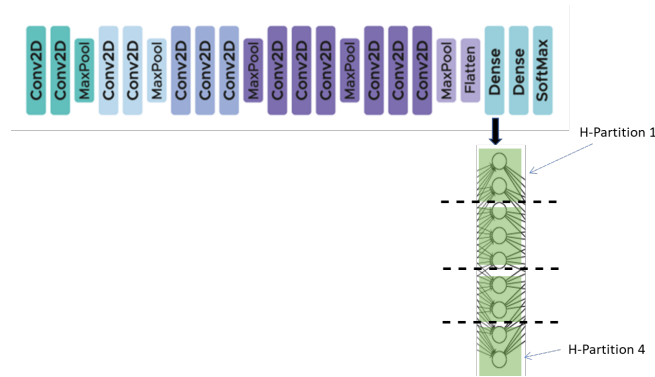 Conv2D
Conv2D
MaxPool
Conv2D
Conv2D
MaxPool
Conv2D
Conv2D
Conv2D
MaxPool
Conv2D
Conv2D
Conv2D
MaxPool
Conv2D
Conv2D
Conv2D
MaxPool
Flatten
Dense
Dense
SoftMax
H-Partition 1
H-Partition 4